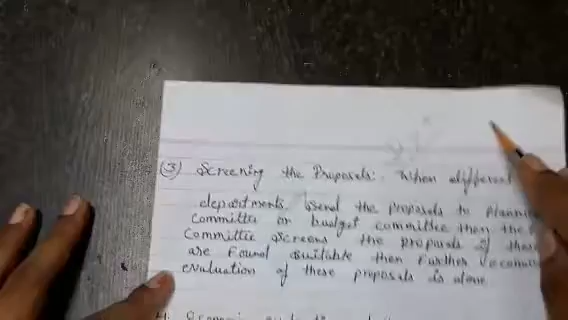 (3) Screening the Proposals:- When different
departments send the proposals to planning
Committee or budget committee then the
Committee screens the proposals if these
are Found suitable then Further economic
evaluation of these proposals is done
4.